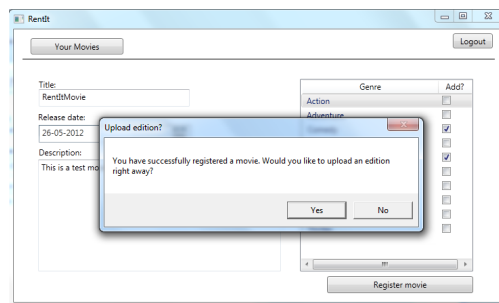 RentIt
Your Movies
Logout
Title:
RentItMovie
Release date:
26-05-2012
Description:
This is a test mo
Genre Add?
Action
Adventure
Upload edition?
You have successfully registered a movie. Would you like to upload an edition
right away?
Yes No
Register movie